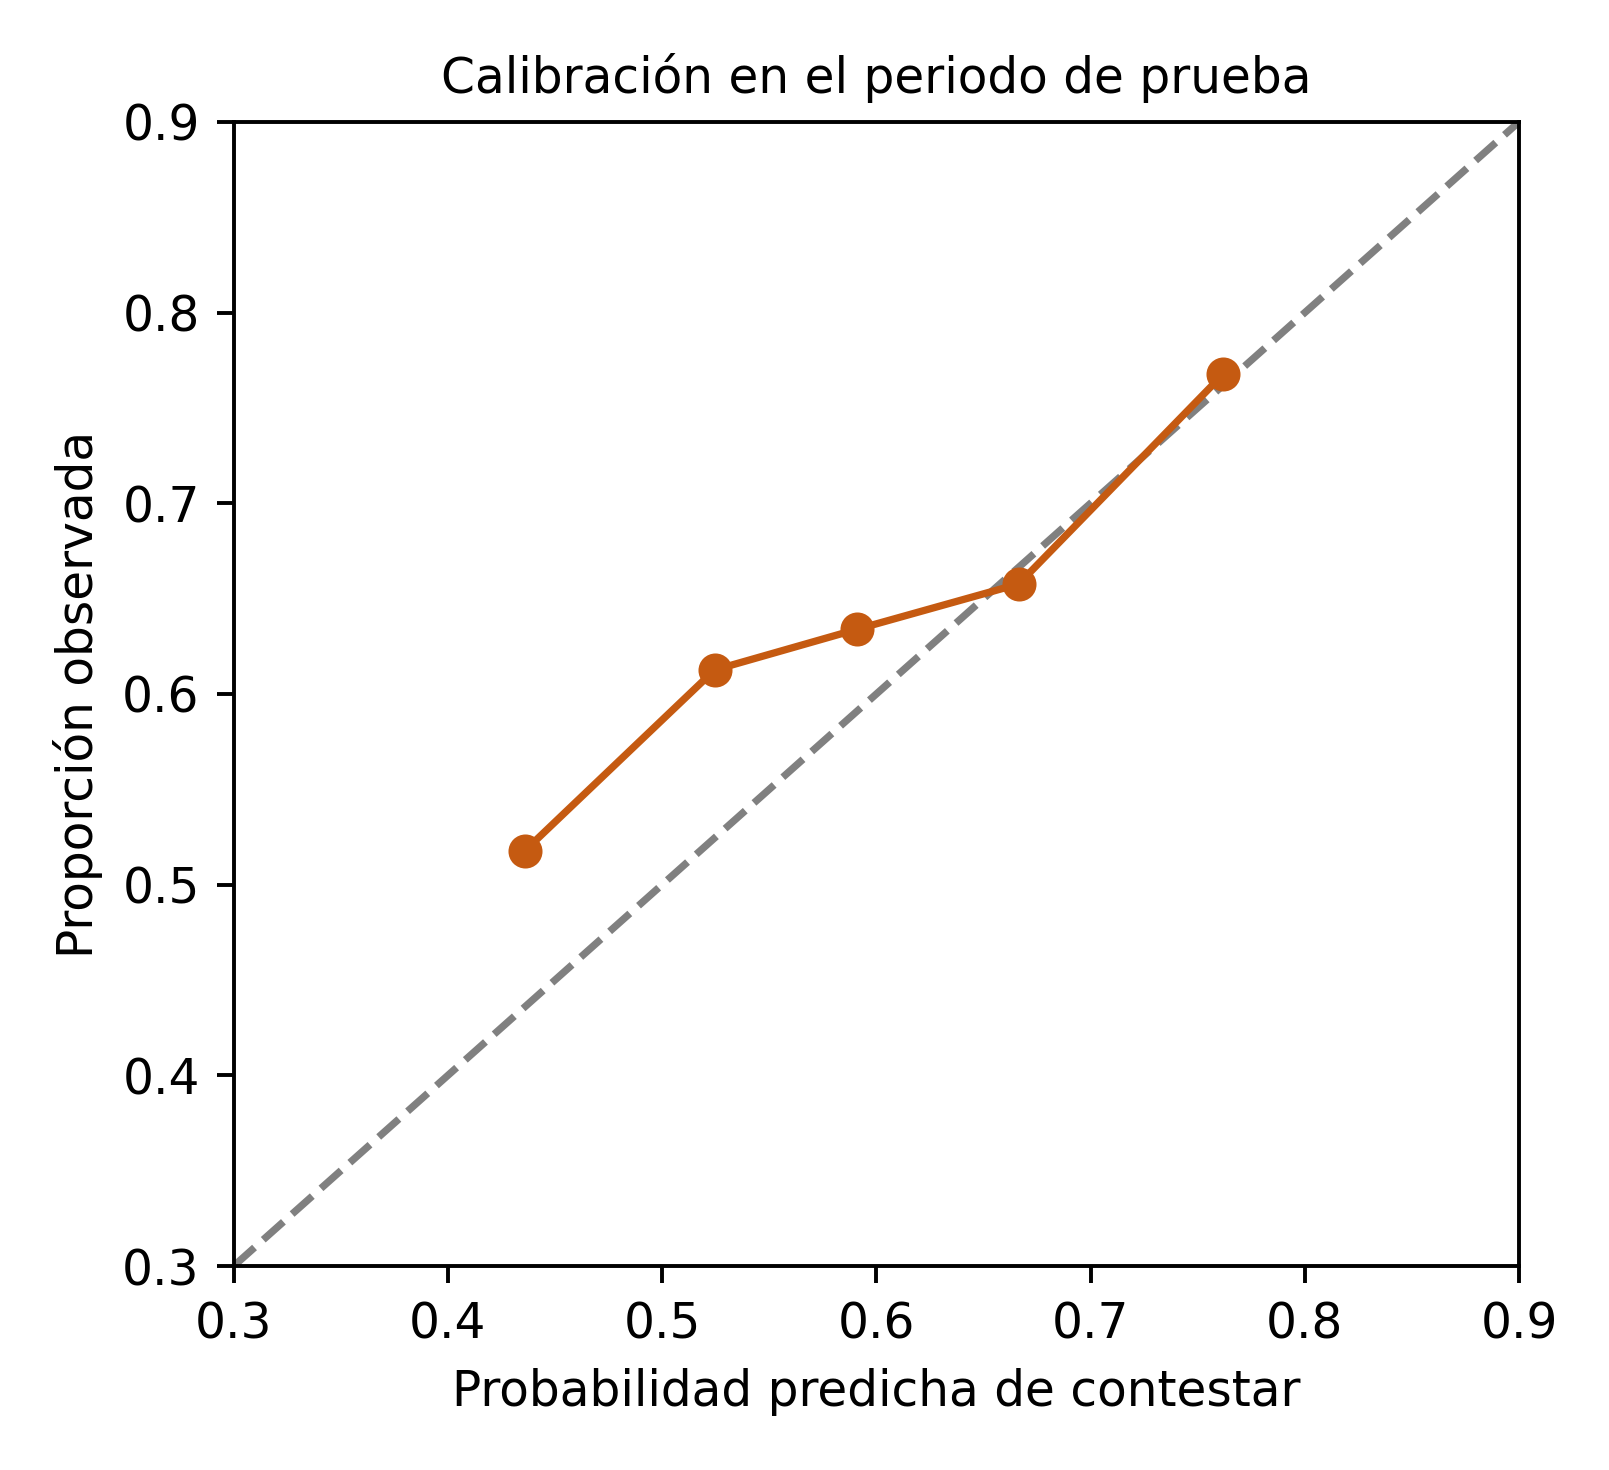 Calibración en el periodo de prueba
0.9
0.8
0.7
0.6
0.5
0.4
0.3
Proporción observada
0.3 0.4 0.5 0.6 0.7 0.8 0.9
Probabilidad predicha de contestar